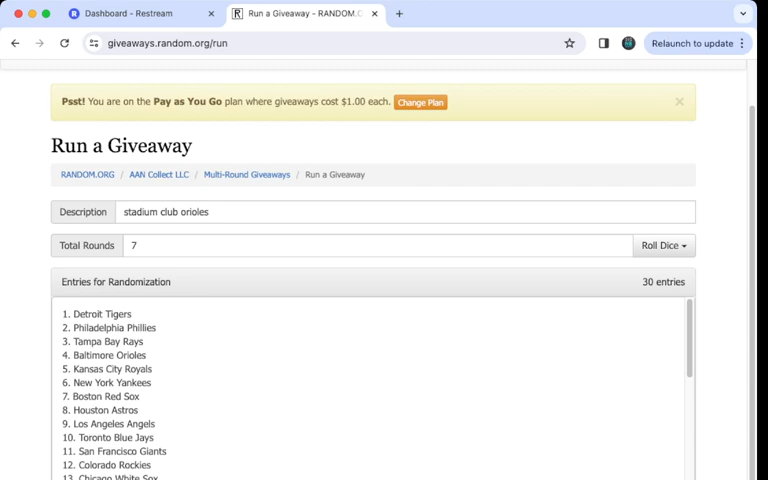 Dashboard - Restream
Run a Giveaway - RANDOM.O
giveaways.random.org/run
Relaunch to update
Psst! You are on the Pay as You Go plan where giveaways cost $1.00 each. Change Plan
Run a Giveaway
RANDOM.ORG / AAN Collect LLC / Multi-Round Giveaways / Run a Giveaway
Description stadium club orioles
Total Rounds 7 Roll Dice
Entries for Randomization 30 entries
1. Detroit Tigers
2. Philadelphia Phillies
3. Tampa Bay Rays
4. Baltimore Orioles
5. Kansas City Royals
6. New York Yankees
7. Boston Red Sox
8. Houston Astros
9. Los Angeles Angels
10. Toronto Blue Jays
11. San Francisco Giants
12. Colorado Rockies
13. Chicago White Sox